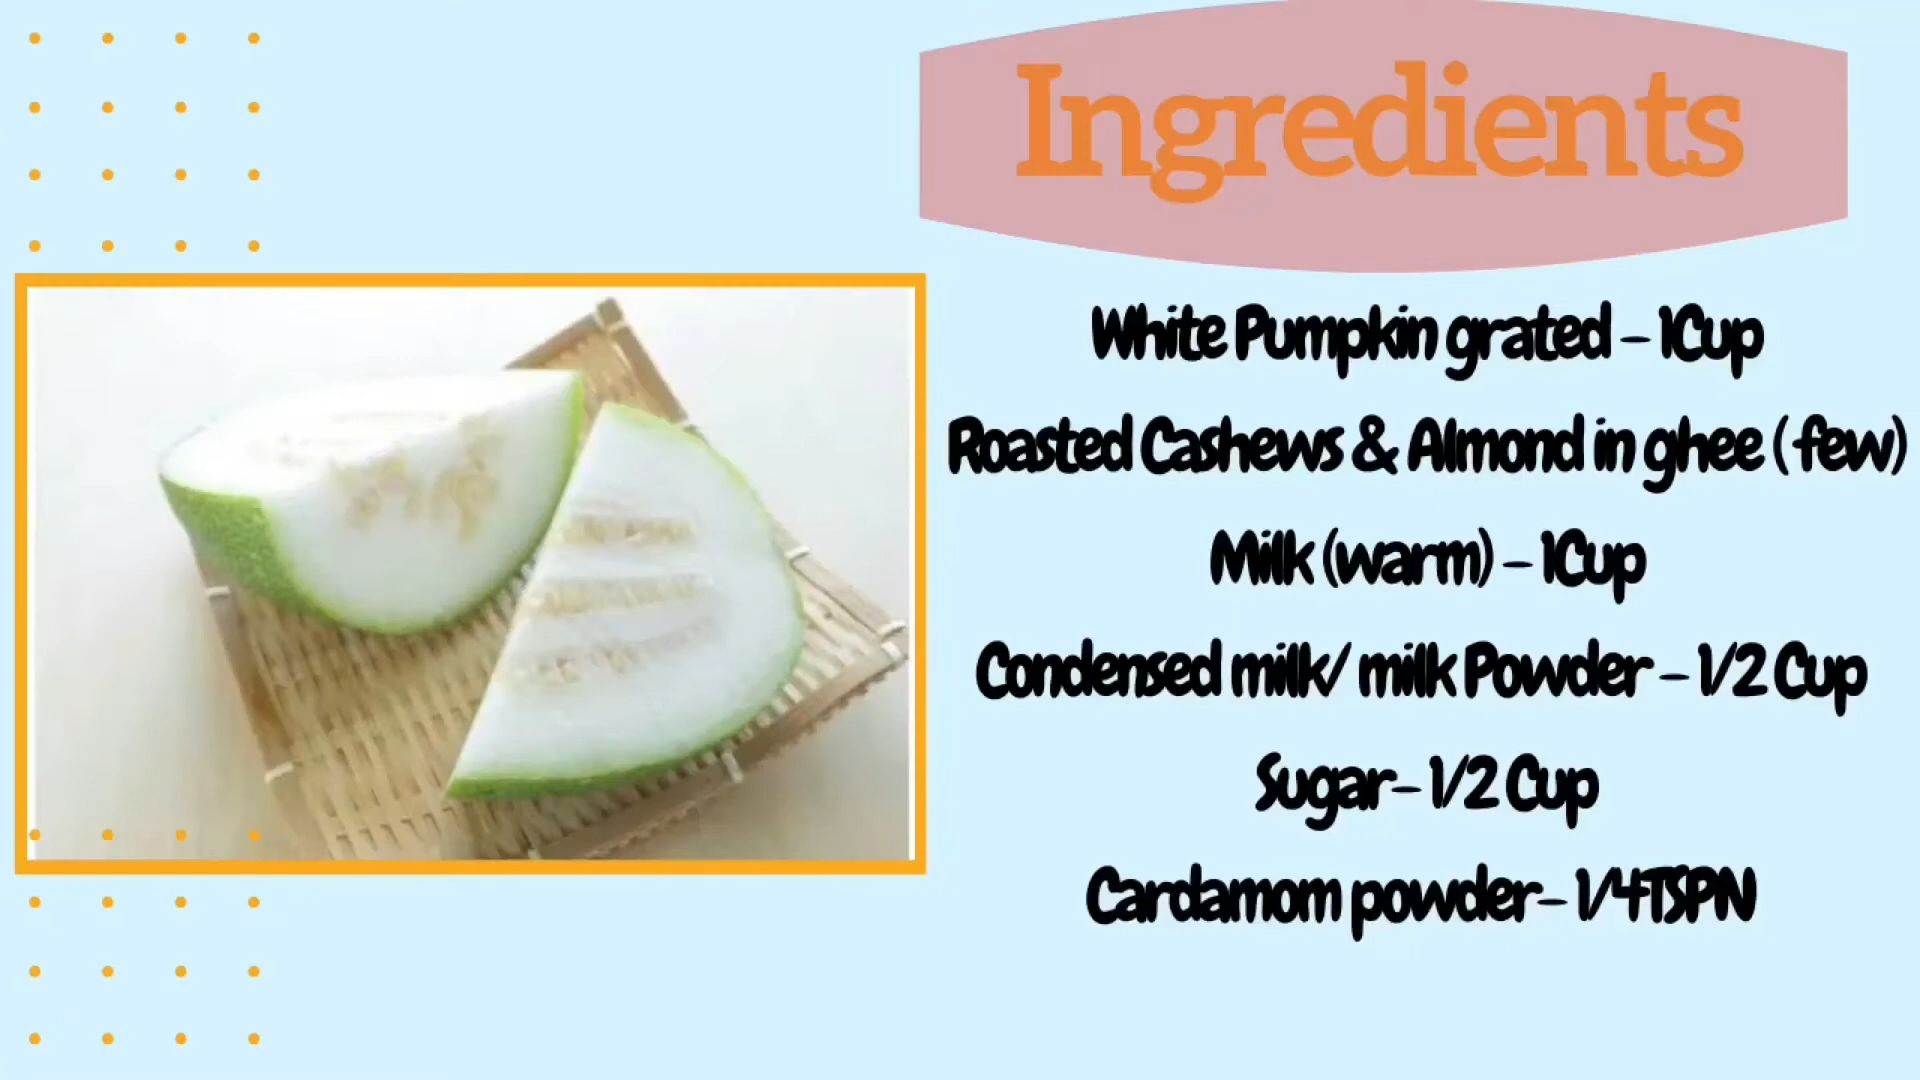 Ingredients
White Pumpkin grated - 1Cup
Roasted Cashews & Almond in ghee ( few)
Milk (warm) - 1Cup
Condensed milk/ milk Powder - 1/2 Cup
Sugar- 1/2 Cup
Cardamom powder- 1/4TSPN